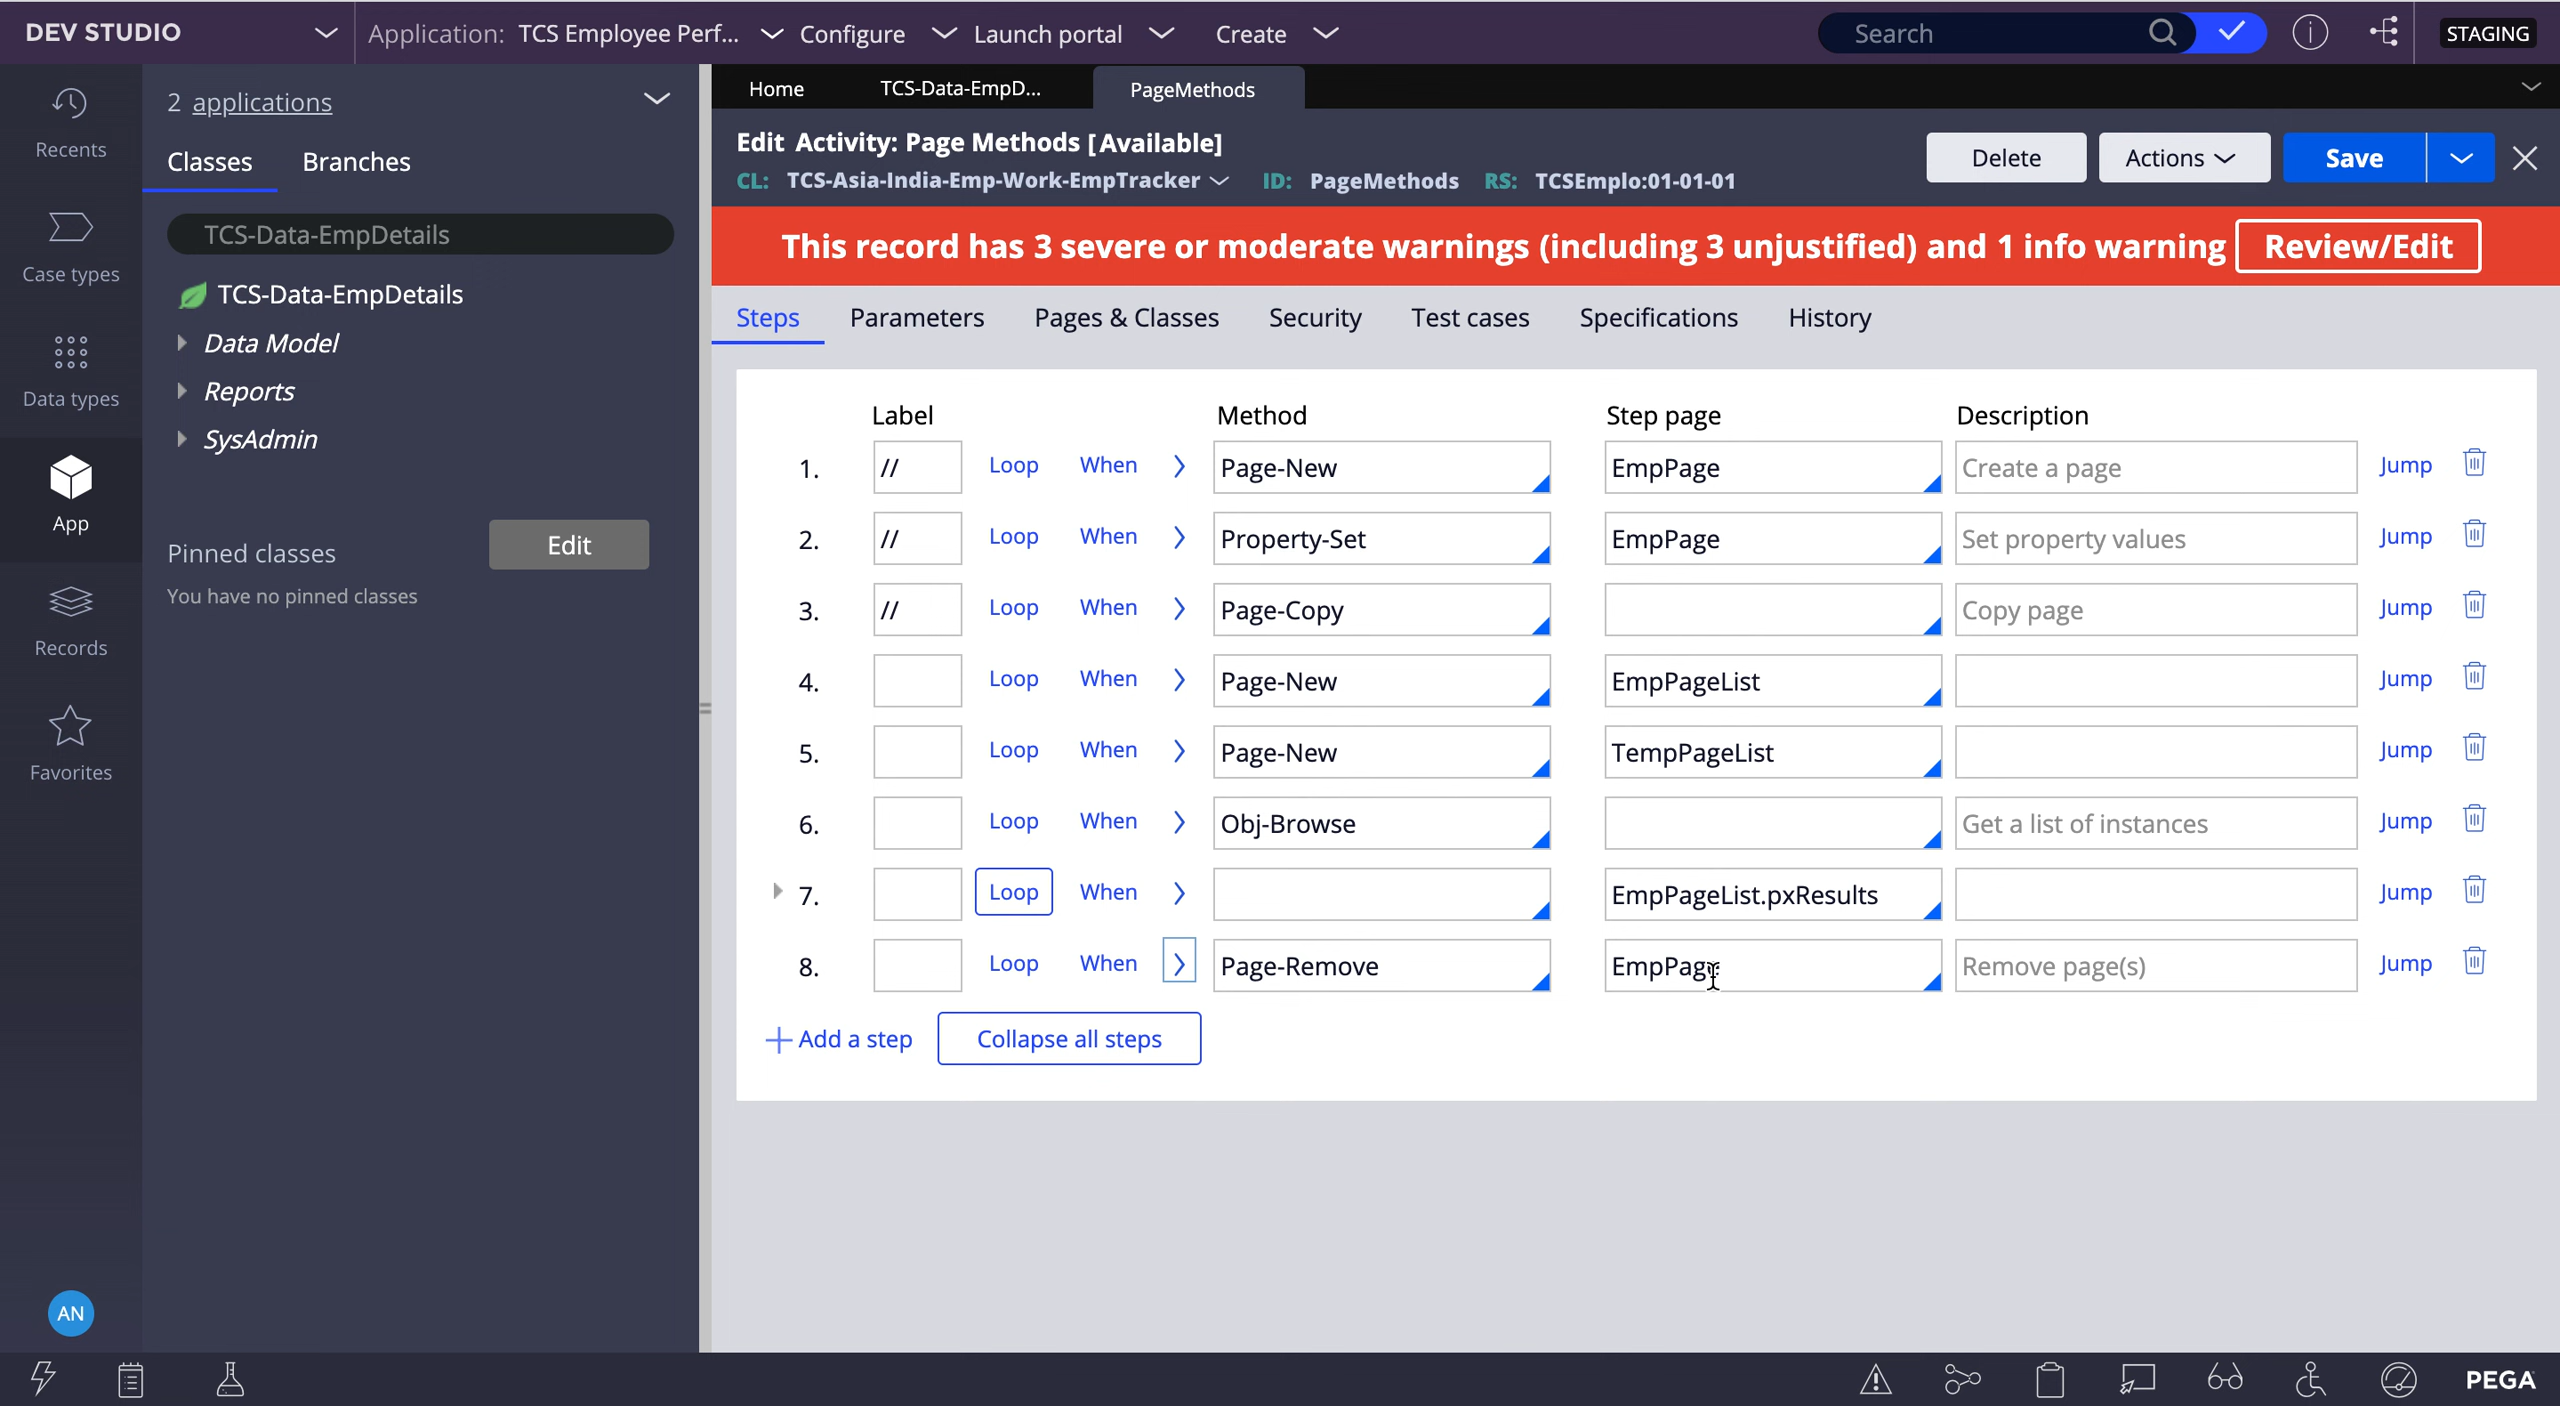 DEV STUDIO
Application: TCS Employee Perf... Configure Launch portal Create
Search
STAGING
Recents
Case types
Data types
App
Records
Favorites
AN
2 applications
Classes Branches
TCS-Data-EmpDetails
TCS-Data-EmpDetails
Data Model
Reports
SysAdmin
Pinned classes Edit
You have no pinned classes
Home TCS-Data-EmpD... PageMethods
Edit Activity: Page Methods [Available]
CL: TCS-Asia-India-Emp-Work-EmpTracker ID: PageMethods RS: TCSEmplo:01-01-01
Delete Actions Save
This record has 3 severe or moderate warnings (including 3 unjustified) and 1 info warning Review/Edit
Steps Parameters Pages & Classes Security Test cases Specifications History
Label Method Step page Description
1. // Loop When Page-New EmpPage Create a page Jump
2. // Loop When Property-Set EmpPage Set property values Jump
3. // Loop When Page-Copy Copy page Jump
4. Loop When Page-New EmpPageList Jump
5. Loop When Page-New TempPageList Jump
6. Loop When Obj-Browse Get a list of instances Jump
7. Loop When EmpPageList.pxResults Jump
8. Loop When Page-Remove EmpPage Remove page(s) Jump
Add a step Collapse all steps
PEGA